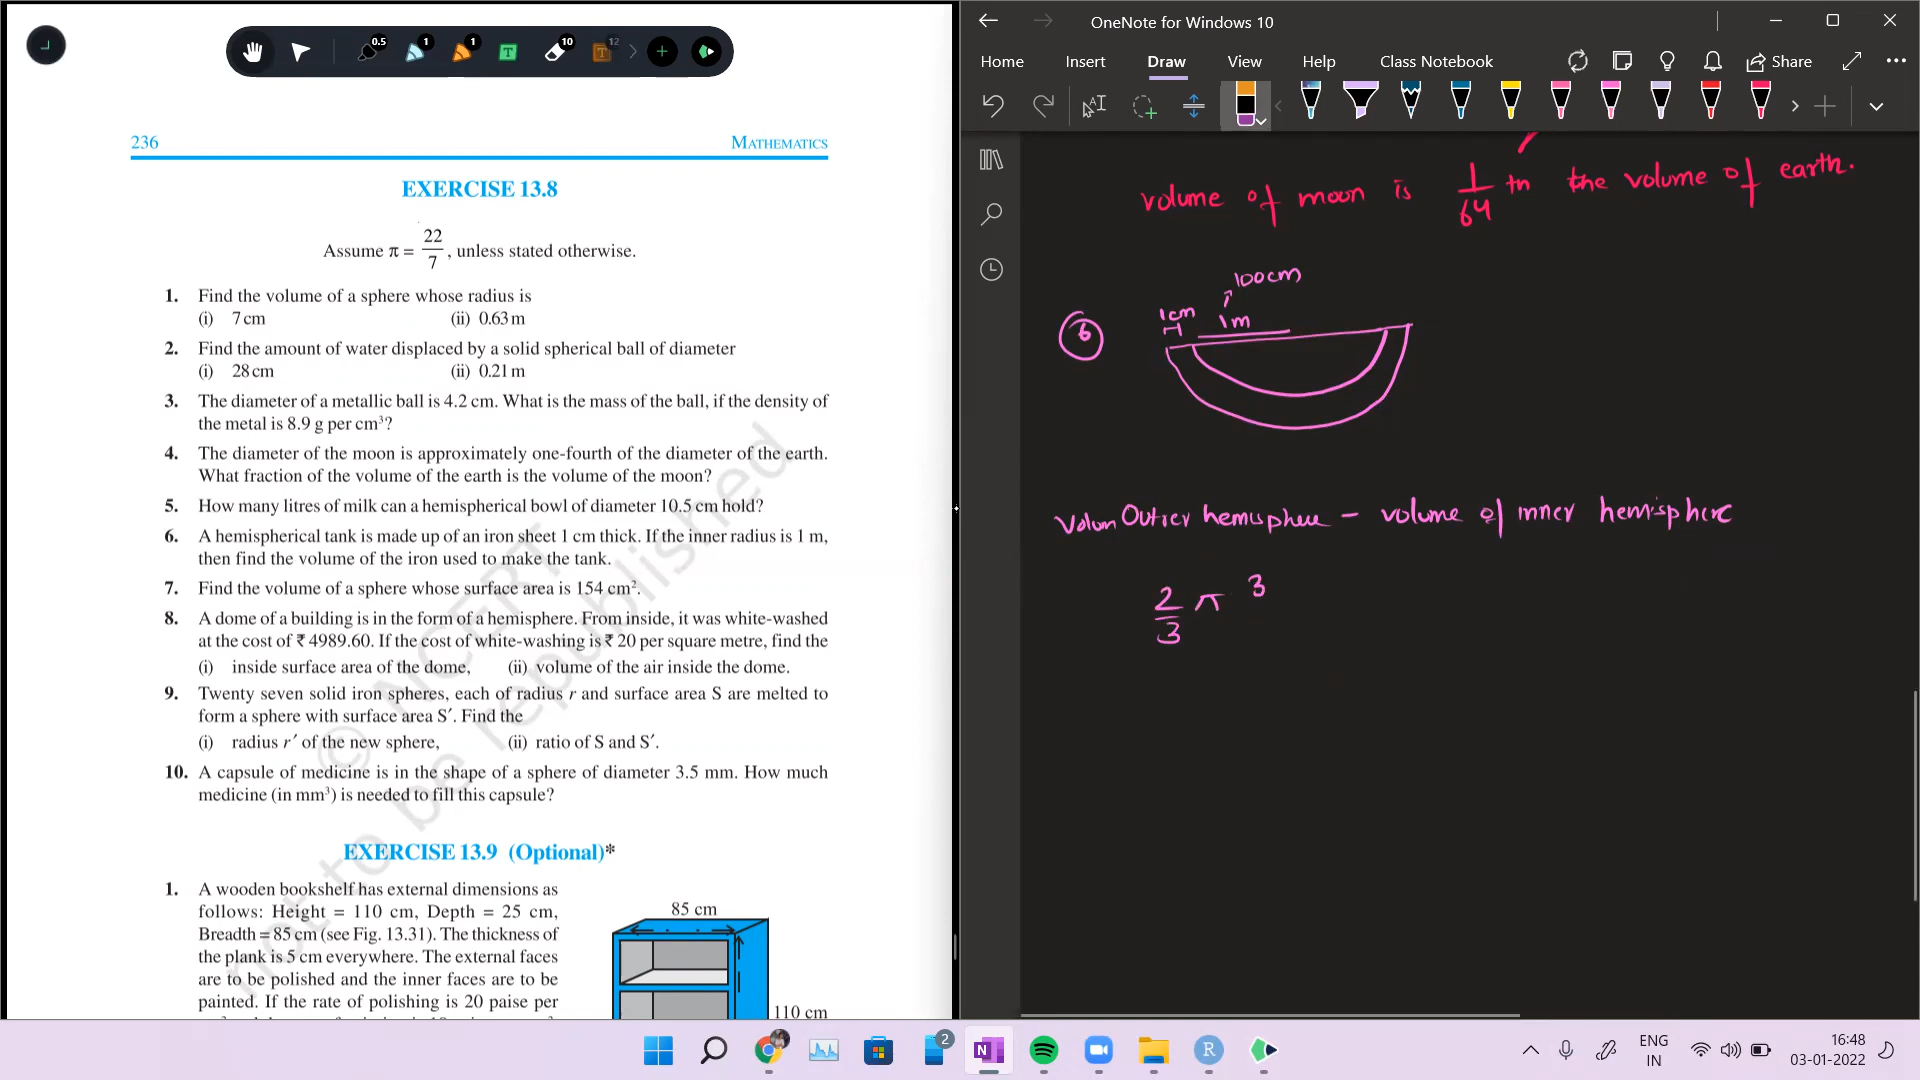 0.5 1 1 10 12
OneNote for Windows 10
Home Insert Draw View Help Class Notebook Share
236 MATHEMATICS
EXERCISE 13.8
Assume π = 22/7, unless stated otherwise.
1. Find the volume of a sphere whose radius is
(i) 7 cm (ii) 0.63 m
2. Find the amount of water displaced by a solid spherical ball of diameter
(i) 28 cm (ii) 0.21 m
3. The diameter of a metallic ball is 4.2 cm. What is the mass of the ball, if the density of
the metal is 8.9 g per cm³?
4. The diameter of the moon is approximately one-fourth of the diameter of the earth.
What fraction of the volume of the earth is the volume of the moon?
5. How many litres of milk can a hemispherical bowl of diameter 10.5 cm hold?
6. A hemispherical tank is made up of an iron sheet 1 cm thick. If the inner radius is 1 m,
then find the volume of the iron used to make the tank.
7. Find the volume of a sphere whose surface area is 154 cm².
8. A dome of a building is in the form of a hemisphere. From inside, it was white-washed
at the cost of ₹ 4989.60. If the cost of white-washing is ₹ 20 per square metre, find the
(i) inside surface area of the dome, (ii) volume of the air inside the dome.
9. Twenty seven solid iron spheres, each of radius r and surface area S are melted to
form a sphere with surface area S′. Find the
(i) radius r′ of the new sphere, (ii) ratio of S and S′.
10. A capsule of medicine is in the shape of a sphere of diameter 3.5 mm. How much
medicine (in mm³) is needed to fill this capsule?
EXERCISE 13.9 (Optional)*
1. A wooden bookshelf has external dimensions as
follows: Height = 110 cm, Depth = 25 cm,
Breadth = 85 cm (see Fig. 13.31). The thickness of
the plank is 5 cm everywhere. The external faces
are to be polished and the inner faces are to be
painted. If the rate of polishing is 20 paise per
85 cm
110 cm
© NCERT
not to be republished
volume of moon is 1/64 th the volume of earth.
100cm
1cm
1m
6
Volum Outer hemisphere – volume of inner hemisphere
2/3 π ³
2
ENG
IN
16:48
03-01-2022